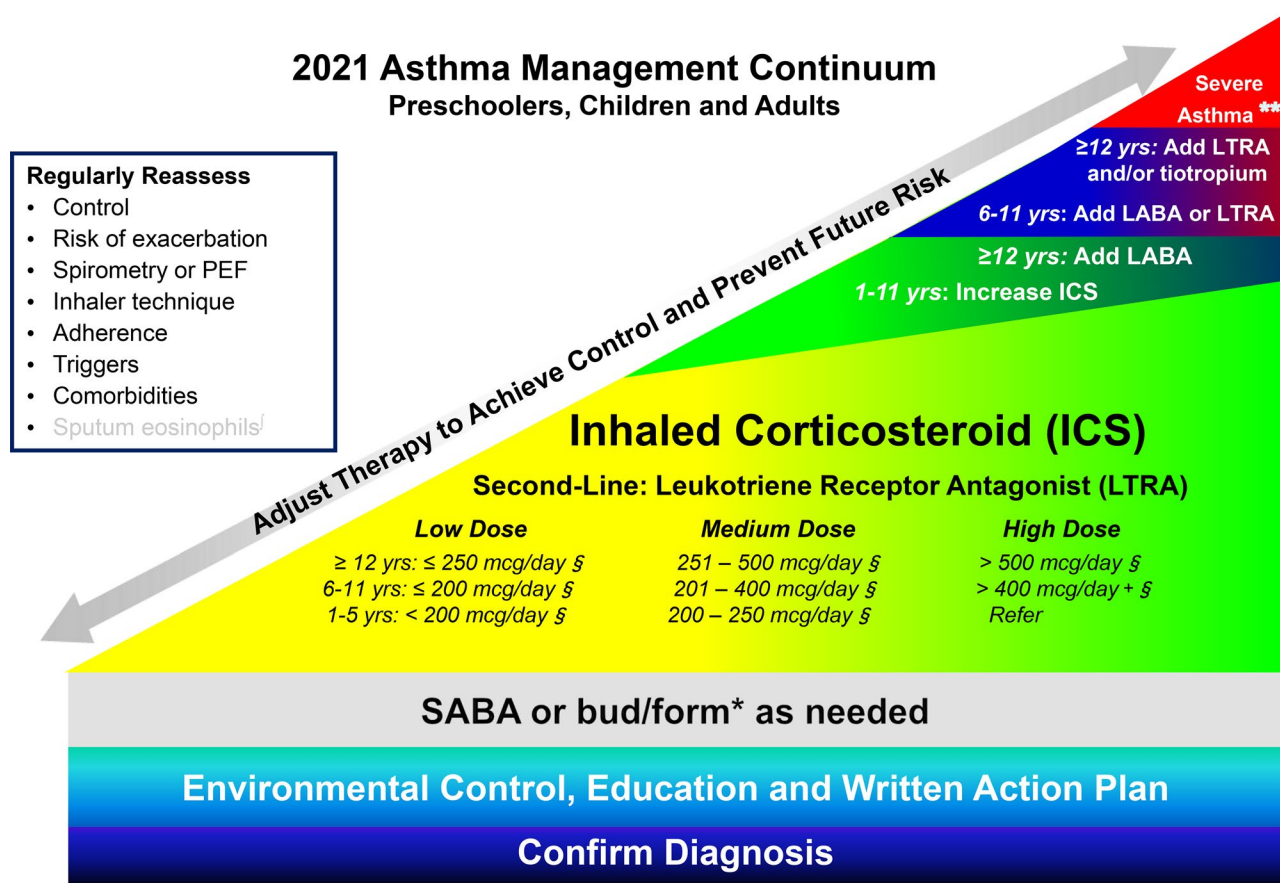 2021 Asthma Management Continuum
Preschoolers, Children and Adults
Regularly Reassess
• Control
• Risk of exacerbation
• Spirometry or PEF
• Inhaler technique
• Adherence
• Triggers
• Comorbidities
• Sputum eosinophils∫
Adjust Therapy to Achieve Control and Prevent Future Risk
Severe
Asthma **
≥12 yrs: Add LTRA
and/or tiotropium
6-11 yrs: Add LABA or LTRA
≥12 yrs: Add LABA
1-11 yrs: Increase ICS
Inhaled Corticosteroid (ICS)
Second-Line: Leukotriene Receptor Antagonist (LTRA)
Low Dose
≥ 12 yrs: ≤ 250 mcg/day §
6-11 yrs: ≤ 200 mcg/day §
1-5 yrs: < 200 mcg/day §
Medium Dose
251 – 500 mcg/day §
201 – 400 mcg/day §
200 – 250 mcg/day §
High Dose
> 500 mcg/day §
> 400 mcg/day + §
Refer
SABA or bud/form* as needed
Environmental Control, Education and Written Action Plan
Confirm Diagnosis